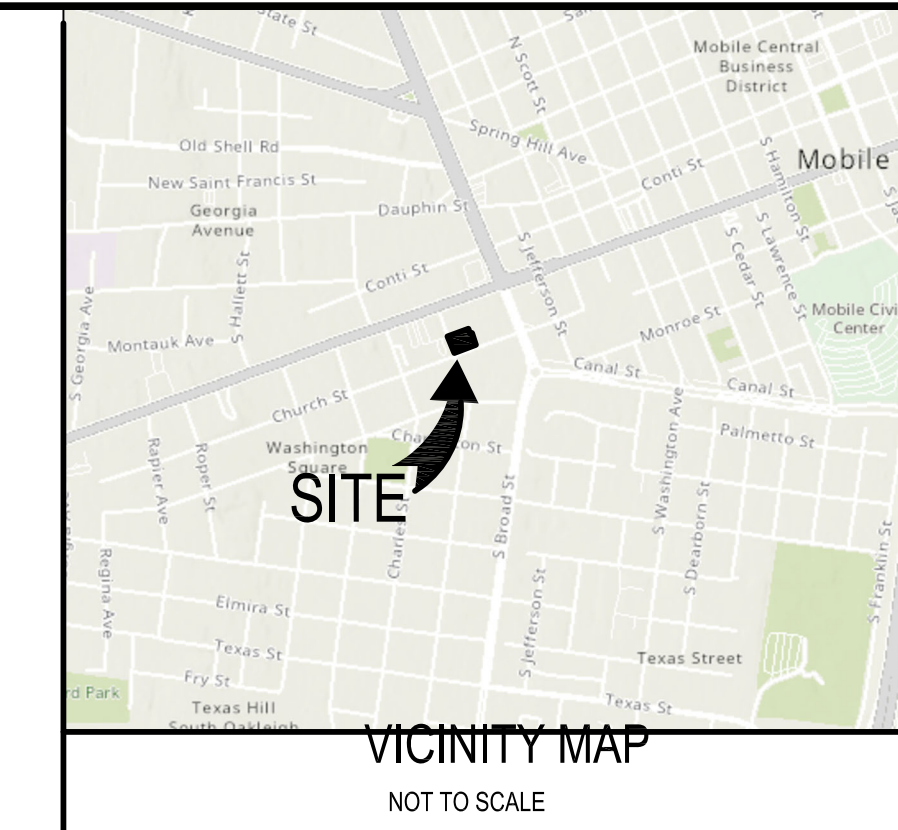 State St
N Scott St
Mobile Central
Business
District
Spring Hill Ave
Old Shell Rd
Conti St
S Hamilton St
Mobile
New Saint Francis St
Georgia
Avenue
Dauphin St
S Jefferson St
S Cedar St
S Lawrence St
Conti St
S Hallett St
S Georgia Ave
Montauk Ave
Monroe St
Mobile Civi
Center
Canal St
Canal St
Church St
Washington
Square
S Washington Ave
Palmetto St
Rapier Ave
Roper St
SITE
Charles St
S Broad St
S Dearborn St
S Franklin St
Regina Ave
S Jefferson St
Elmira St
Texas St
Texas Street
Fry St
rd Park
Texas Hill
South Oakleigh
Texas St
VICINITY MAP
NOT TO SCALE